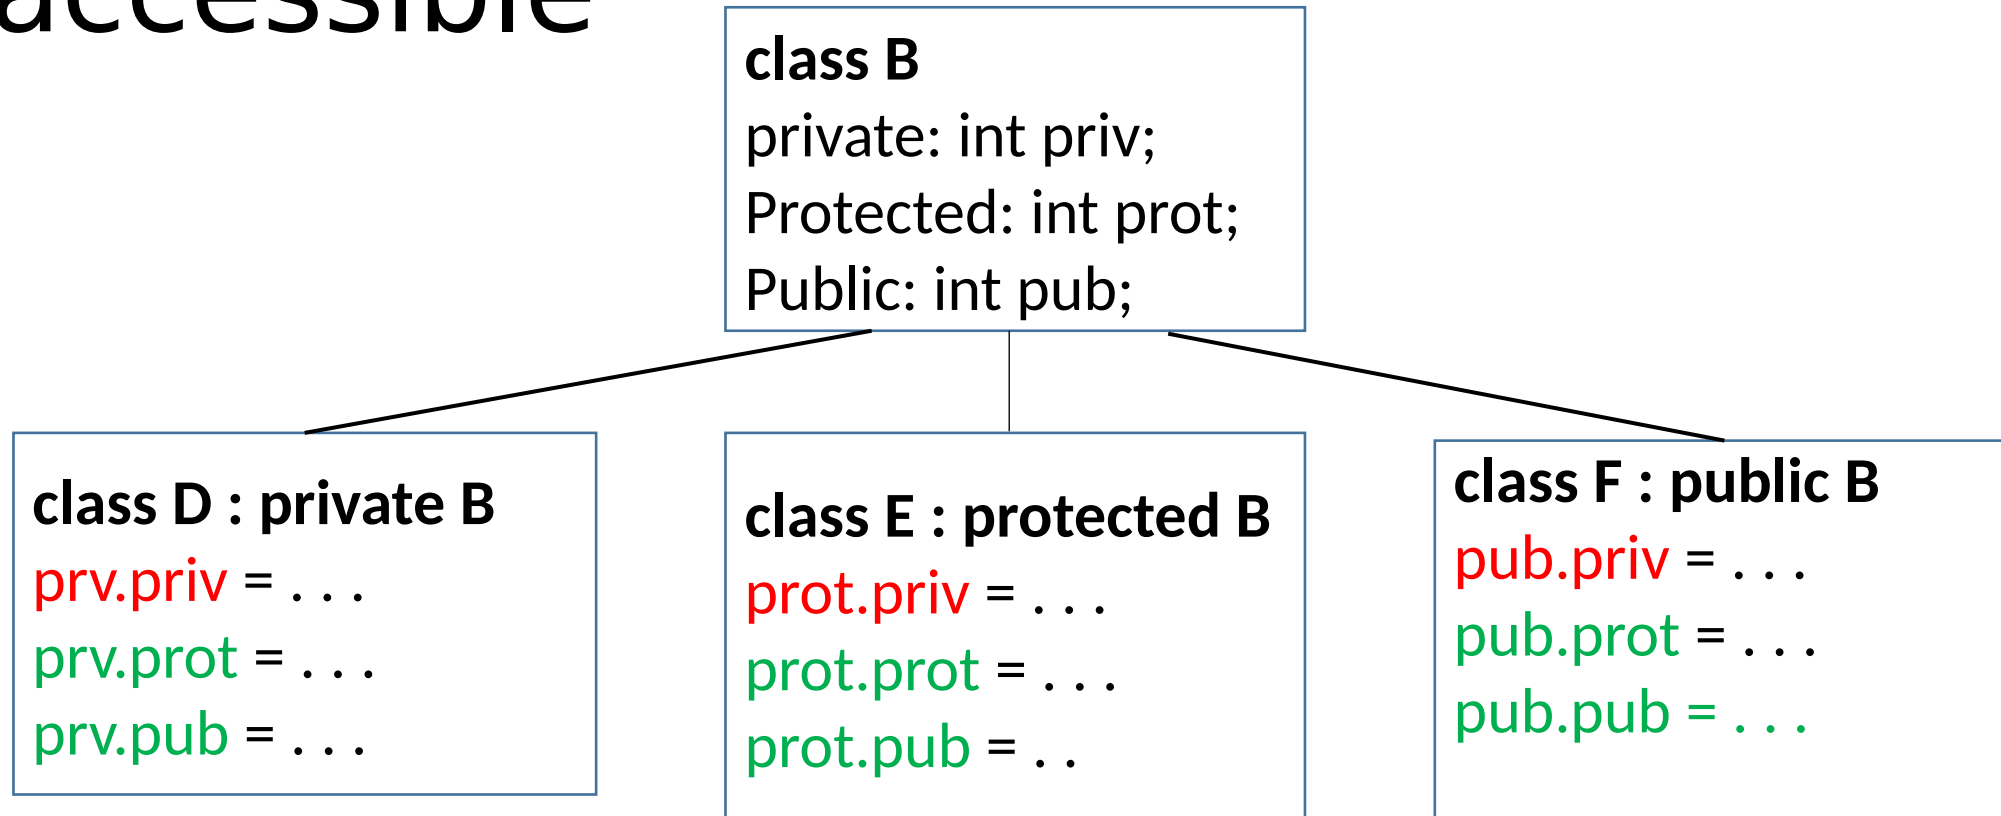 accessible
class B
private: int priv;
Protected: int prot;
Public: int pub;
class D : private B
prv.priv = . . .
prv.prot = . . .
prv.pub = . . .
class E : protected B
prot.priv = . . .
prot.prot = . . .
prot.pub = . .
class F : public B
pub.priv = . . .
pub.prot = . . .
pub.pub = . . .